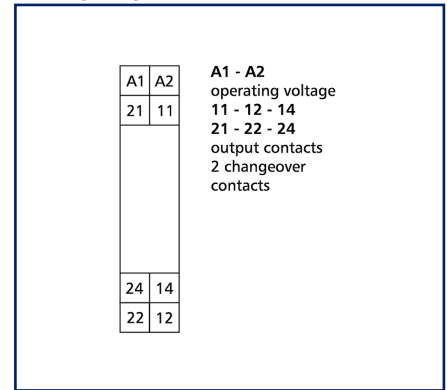 A1 A2
21 11
24 14
22 12
A1 - A2
operating voltage
11 - 12 - 14
21 - 22 - 24
output contacts
2 changeover
contacts